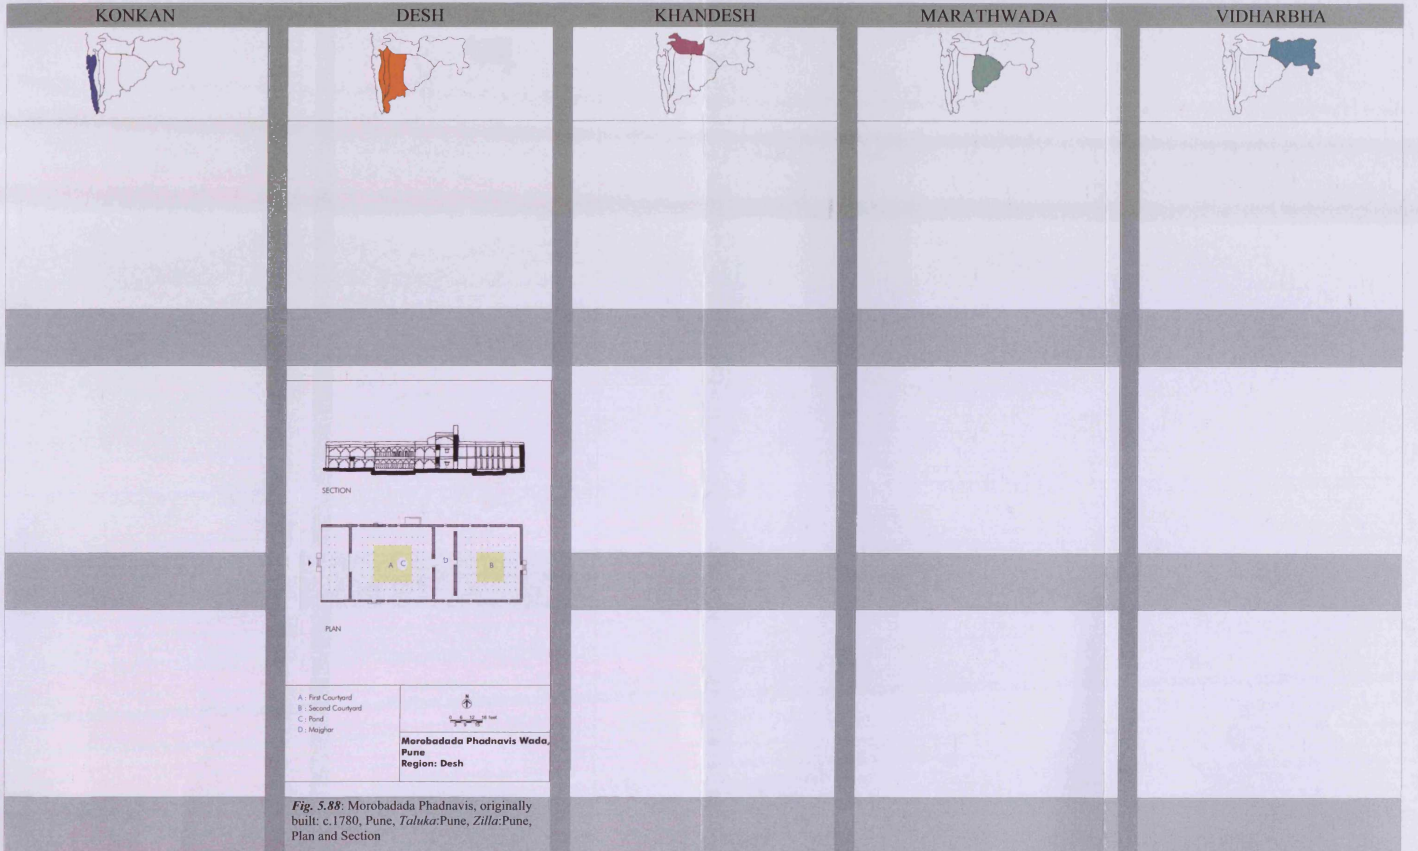 KONKAN
DESH
KHANDESH
MARATHWADA
VIDHARBHA
SECTION
A C
D
B
PLAN
A : First Courtyard
B : Second Courtyard
C : Pond
D : Majghar
N
Morobadada Phadnavis Wada,
Pune
Region: Desh
Fig. 5.88: Morobadada Phadnavis, originally
built: c.1780, Pune, Taluka:Pune, Zilla:Pune,
Plan and Section